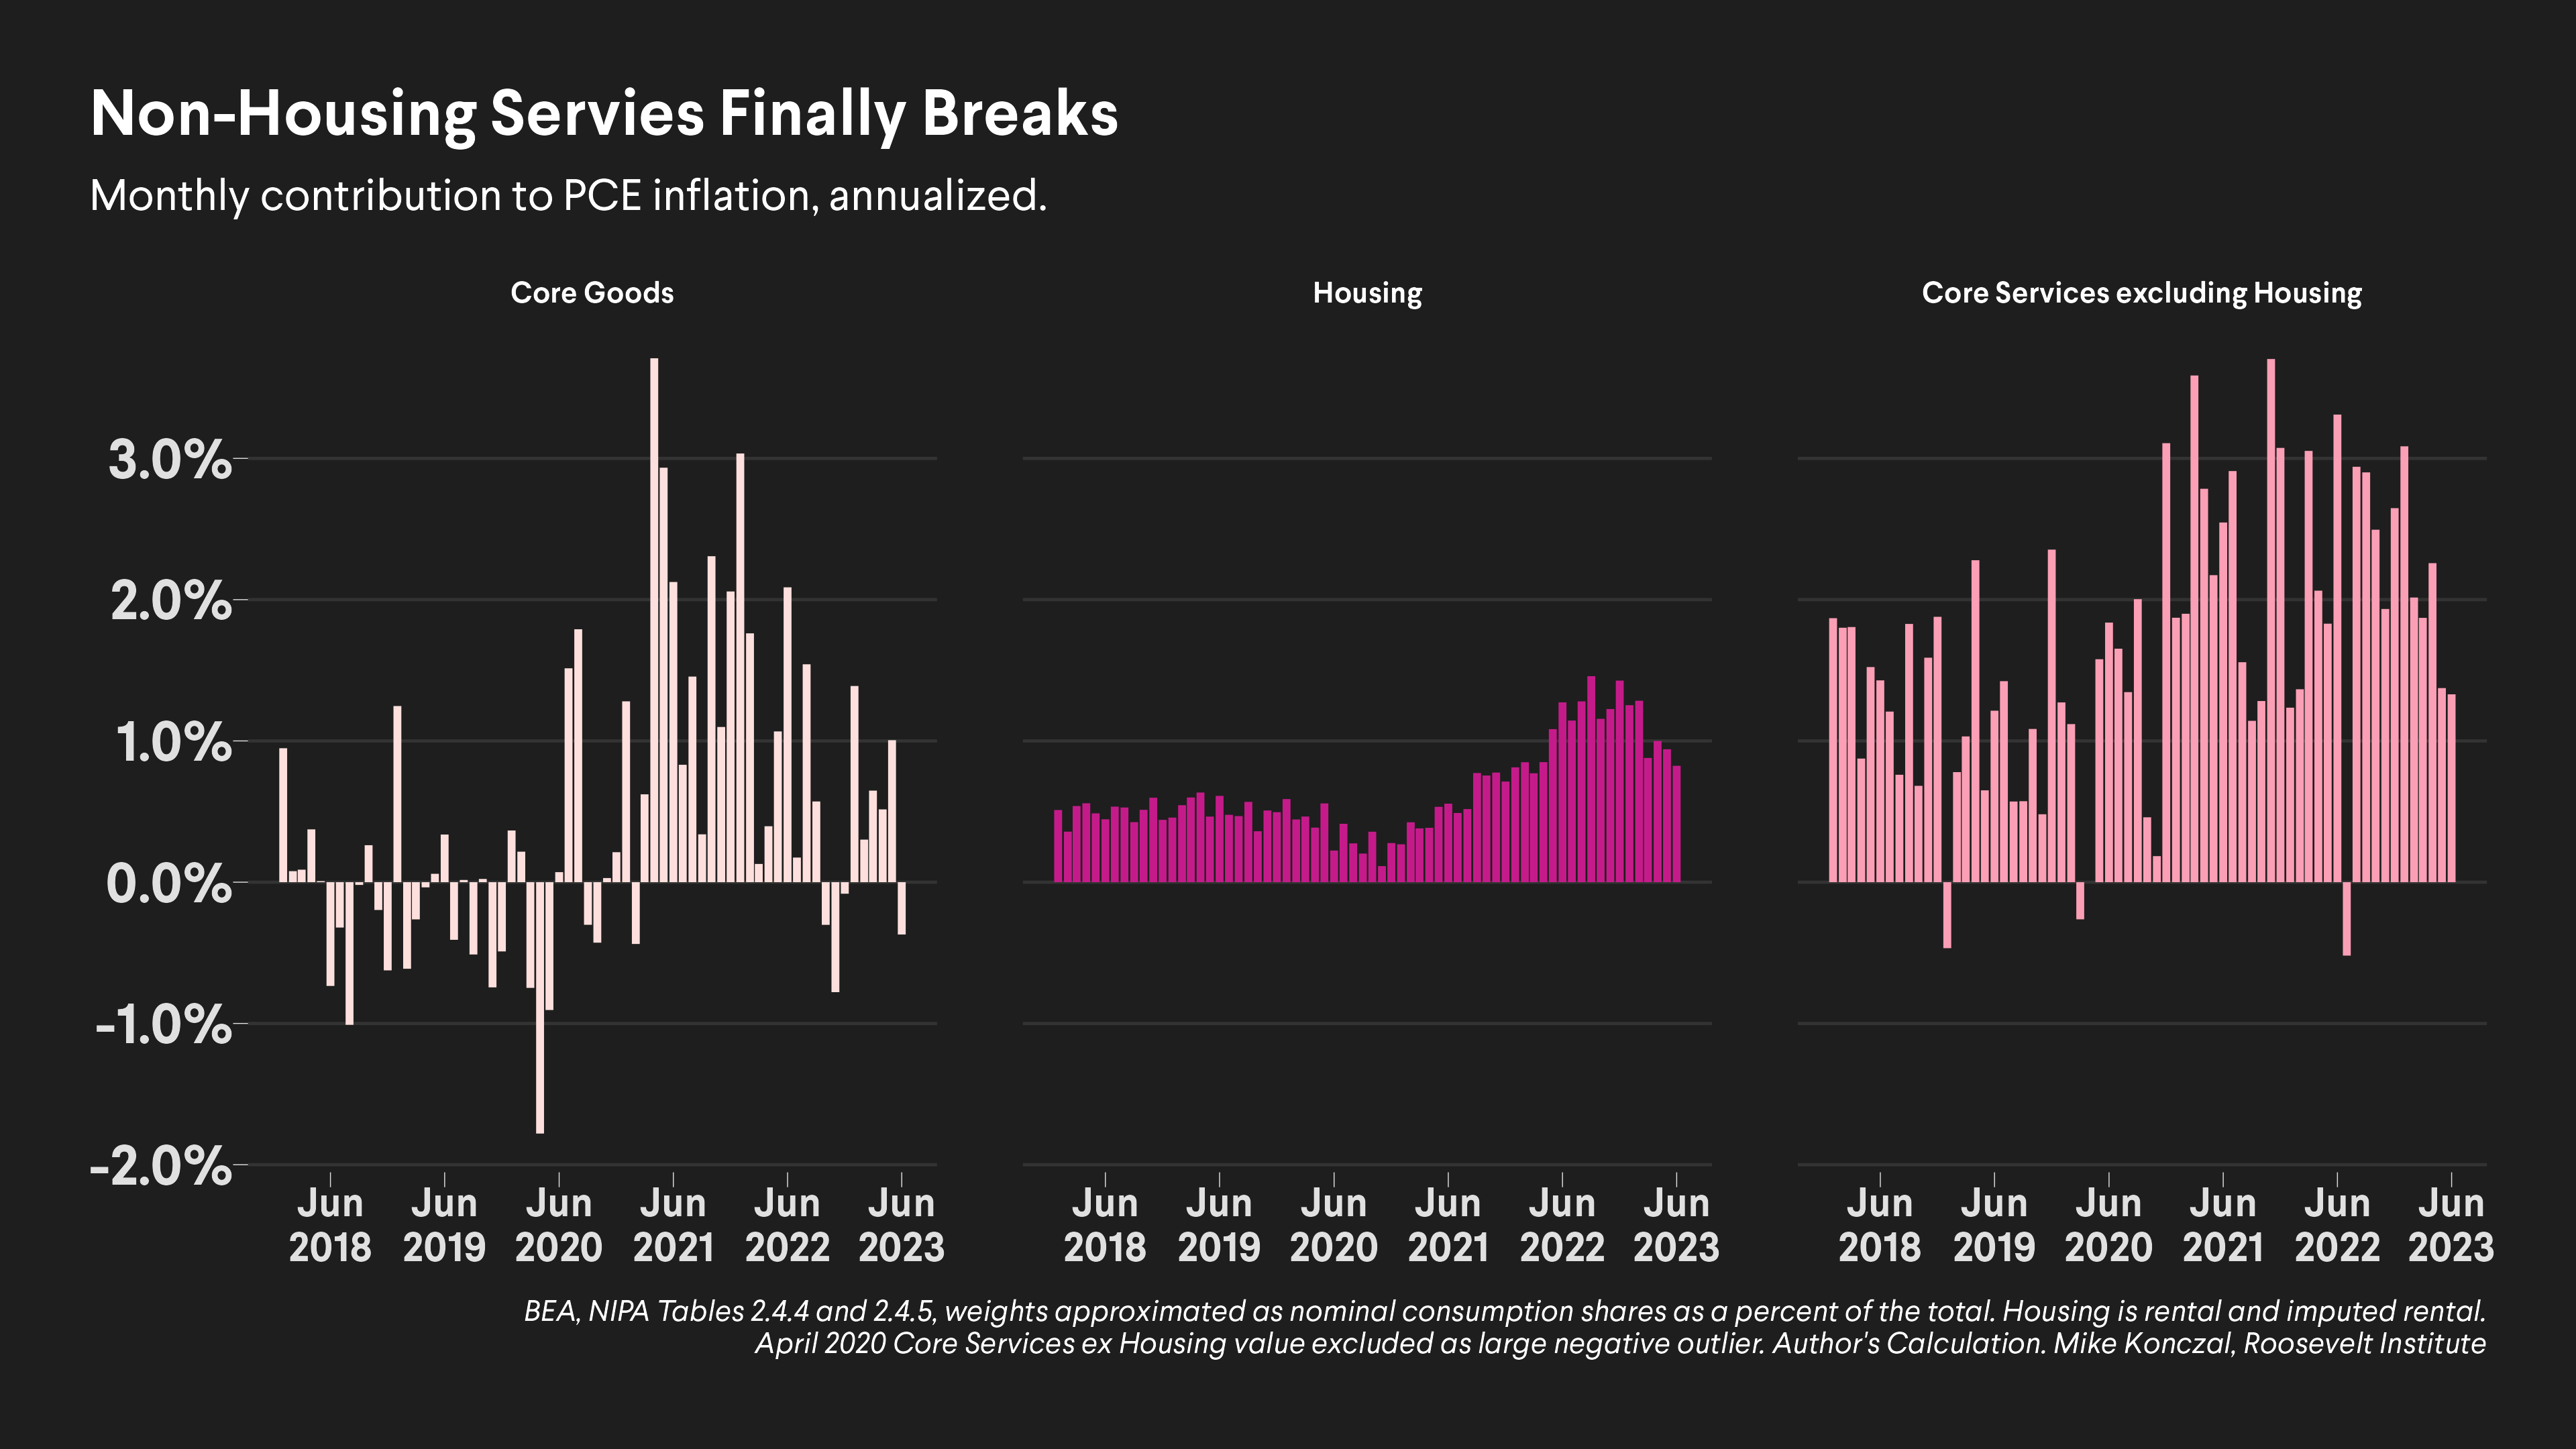 Non-Housing Servies Finally Breaks
Monthly contribution to PCE inflation, annualized.
Core Goods
Housing
Core Services excluding Housing
3.0%
2.0%
1.0%
0.0%
-1.0%
-2.0%
Jun Jun Jun Jun Jun Jun
2018 2019 2020 2021 2022 2023
Jun Jun Jun Jun Jun Jun
2018 2019 2020 2021 2022 2023
Jun Jun Jun Jun Jun Jun
2018 2019 2020 2021 2022 2023
BEA, NIPA Tables 2.4.4 and 2.4.5, weights approximated as nominal consumption shares as a percent of the total. Housing is rental and imputed rental.
April 2020 Core Services ex Housing value excluded as large negative outlier. Author's Calculation. Mike Konczal, Roosevelt Institute